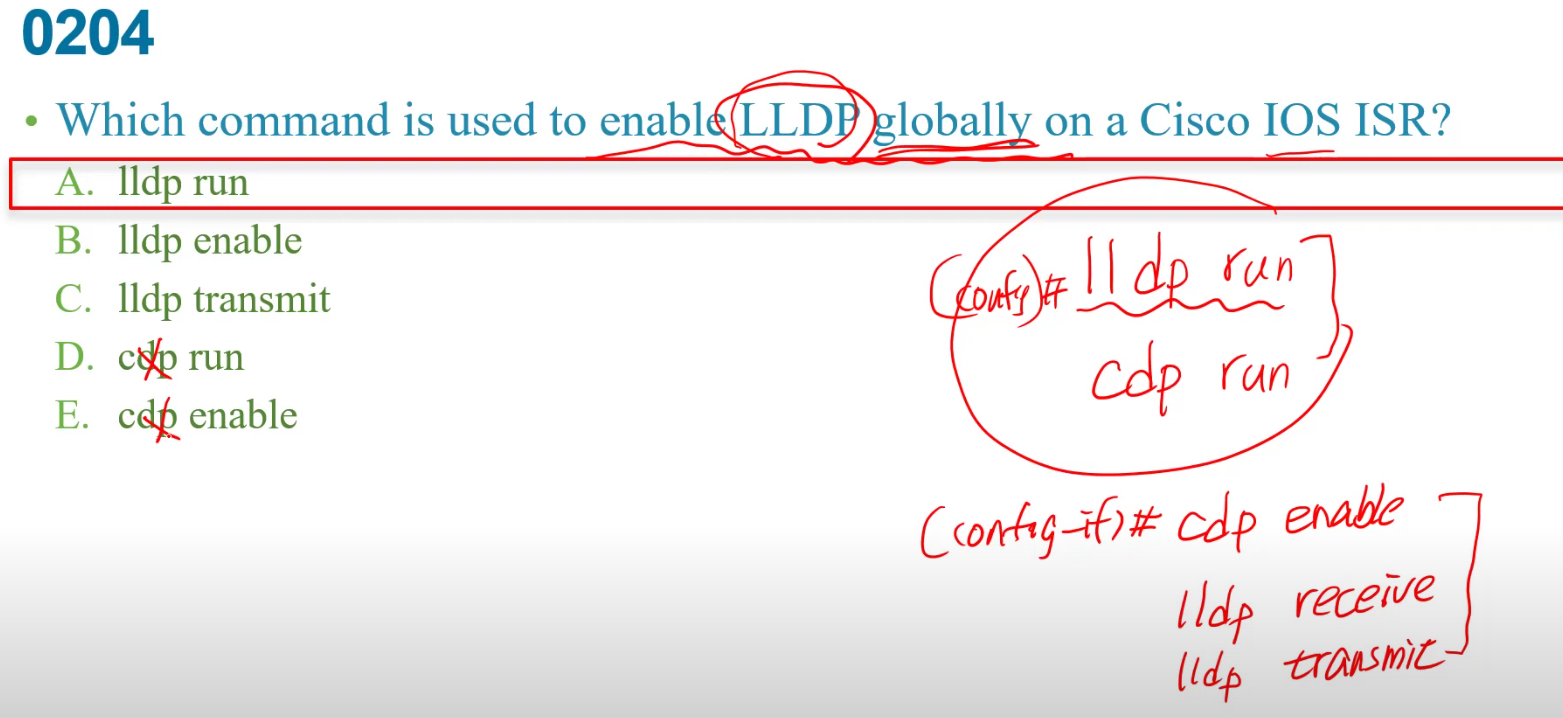 0204
• Which command is used to enable LLDP globally on a Cisco IOS ISR?
A. lldp run
B. lldp enable
C. lldp transmit
D. cdp run
E. cdp enable
(config)# lldp run
cdp run
(config-if)# cdp enable
lldp receive
lldp transmit